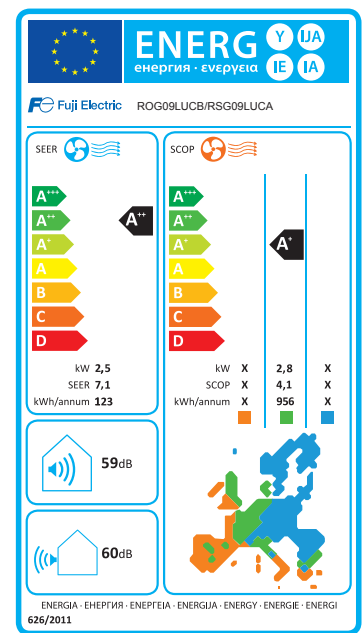 ENERG Y IJA
енергия · ενεργεια IE IA
Fe Fuji Electric ROG09LUCB/RSG09LUCA
SEER
A+++
A++
A+
A
B
C
D
A++
kW 2,5
SEER 7,1
kWh/annum 123
SCOP
A+++
A++
A+
A
B
C
D
A+
kW X 2,8 X
SCOP X 4,1 X
kWh/annum X 956 X
59dB
60dB
ENERGIA · ЕНЕРГИЯ · ΕΝΕΡΓΕΙΑ · ENERGIJA · ENERGY · ENERGIE · ENERGI
626/2011